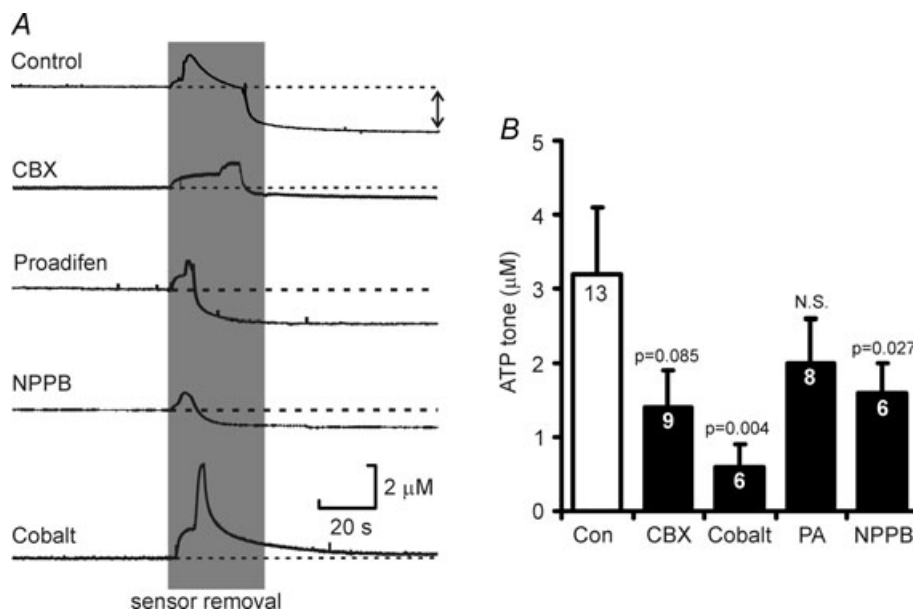 A
Control
CBX
Proadifen
NPPB
Cobalt
2 μM
20 s
sensor removal
B
ATP tone (μM)
5
4
3
2
1
0
13
p=0.085
9
p=0.004
6
N.S.
8
p=0.027
6
Con CBX Cobalt PA NPPB